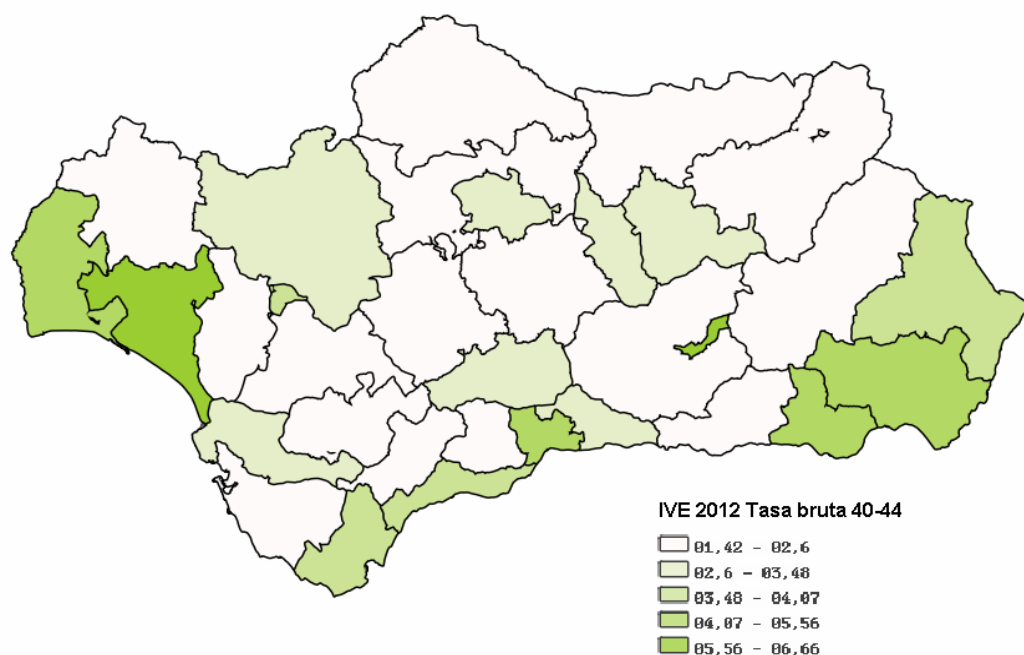 IVE 2012 Tasa bruta 40-44
01,42 - 02,6
02,6 - 03,48
03,48 - 04,07
04,07 - 05,56
05,56 - 06,66